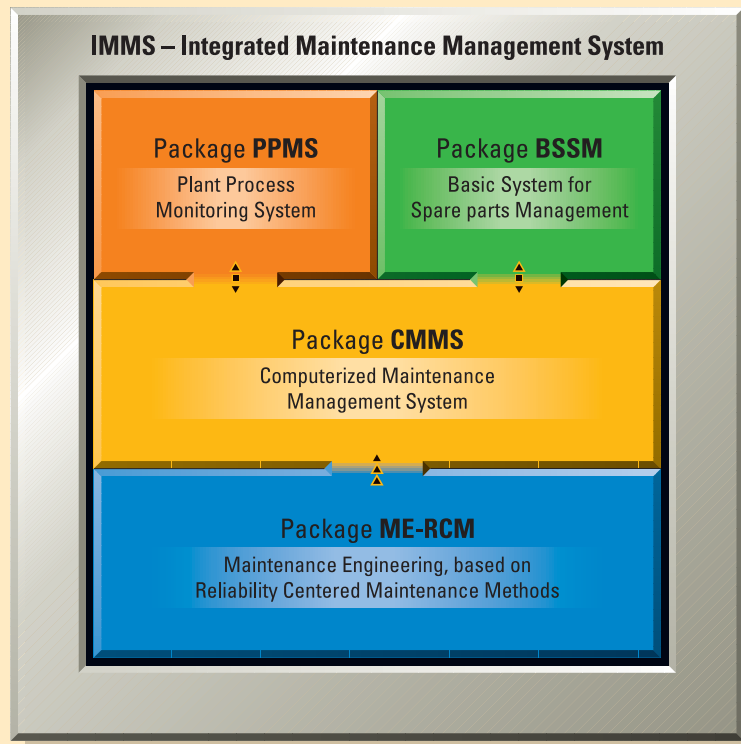 IMMS – Integrated Maintenance Management System
Package PPMS
Plant Process
Monitoring System
Package BSSM
Basic System for
Spare parts Management
Package CMMS
Computerized Maintenance
Management System
Package ME-RCM
Maintenance Engineering, based on
Reliability Centered Maintenance Methods